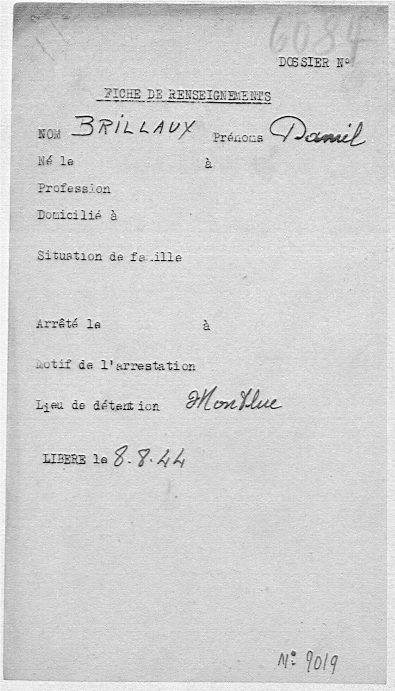 6084
DOSSIER N°
FICHE DE RENSEIGNEMENTS
NOM BRILLAUX Prénoms Daniel
Né le à
Profession
Domicilié à
Situation de famille
Arrêté le à
Motif de l'arrestation
Lieu de détention Montluc
LIBERE le 8.8.44
N° 9019